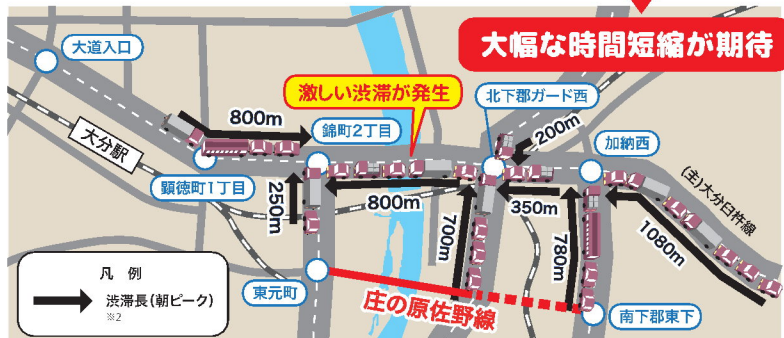 大幅な時間短縮が期待
大道入口
激しい渋滞が発生
北下郡ガード西
800m
錦町2丁目
200m
加納西
大分駅
顕徳町1丁目
250m
800m
700m
350m
780m
(主)大分臼杵線
1080m
凡 例
渋滞長(朝ピーク)
※2
東元町
庄の原佐野線
南下郡東下